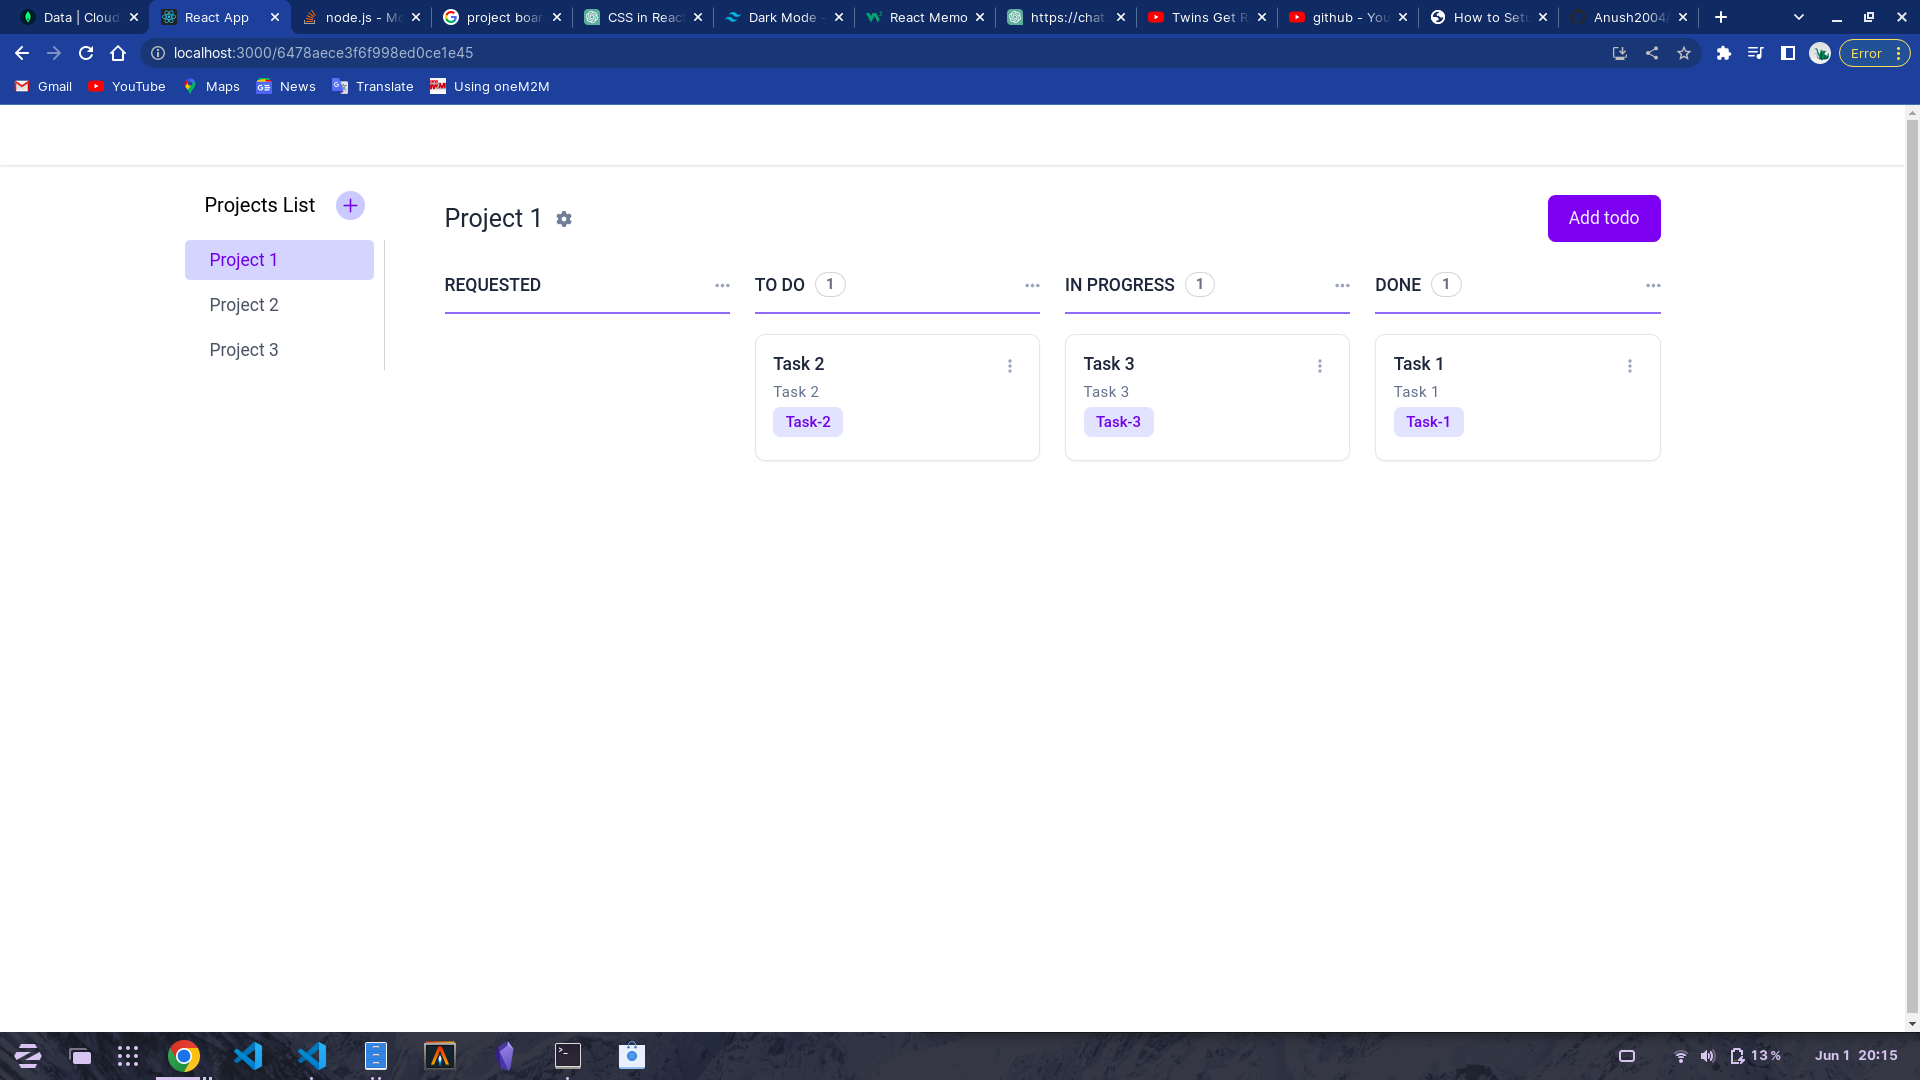 Data | Cloud
React App
node.js - Mo
project boar
CSS in React
Dark Mode -
React Memo
https://chat.
Twins Get R
github - You
How to Setu
Anush2004/
localhost:3000/6478aece3f6f998ed0ce1e45
Error
Gmail
YouTube
Maps
News
Translate
Using oneM2M
Projects List
Project 1
Project 2
Project 3
Project 1
Add todo
REQUESTED
TO DO 1
IN PROGRESS 1
DONE 1
Task 2
Task 2
Task-2
Task 3
Task 3
Task-3
Task 1
Task 1
Task-1
13%
Jun 1 20:15